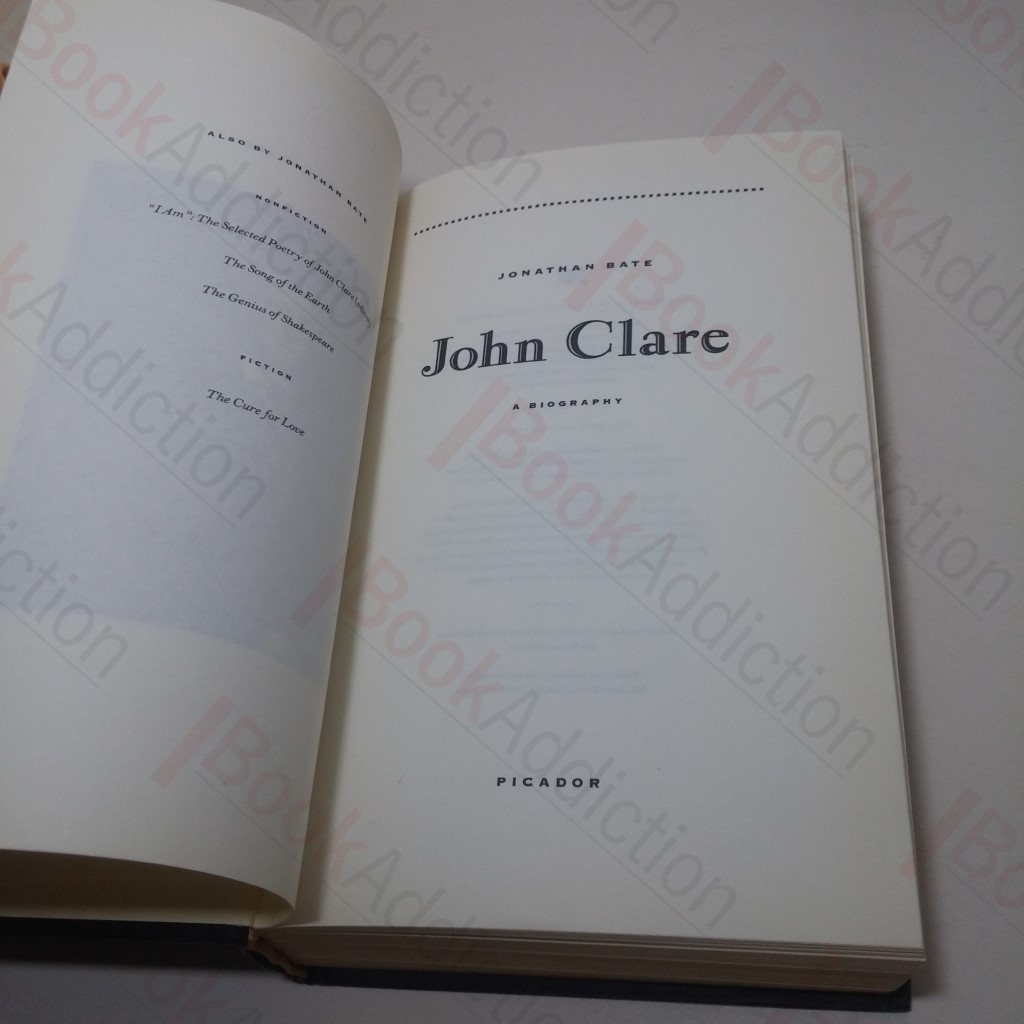 ALSO BY JONATHAN BATE
NONFICTION
"I Am": The Selected Poetry of John Clare (editor)
The Song of the Earth
The Genius of Shakespeare
FICTION
The Cure for Love
JONATHAN BATE
John Clare
A BIOGRAPHY
PICADOR
BookAddiction